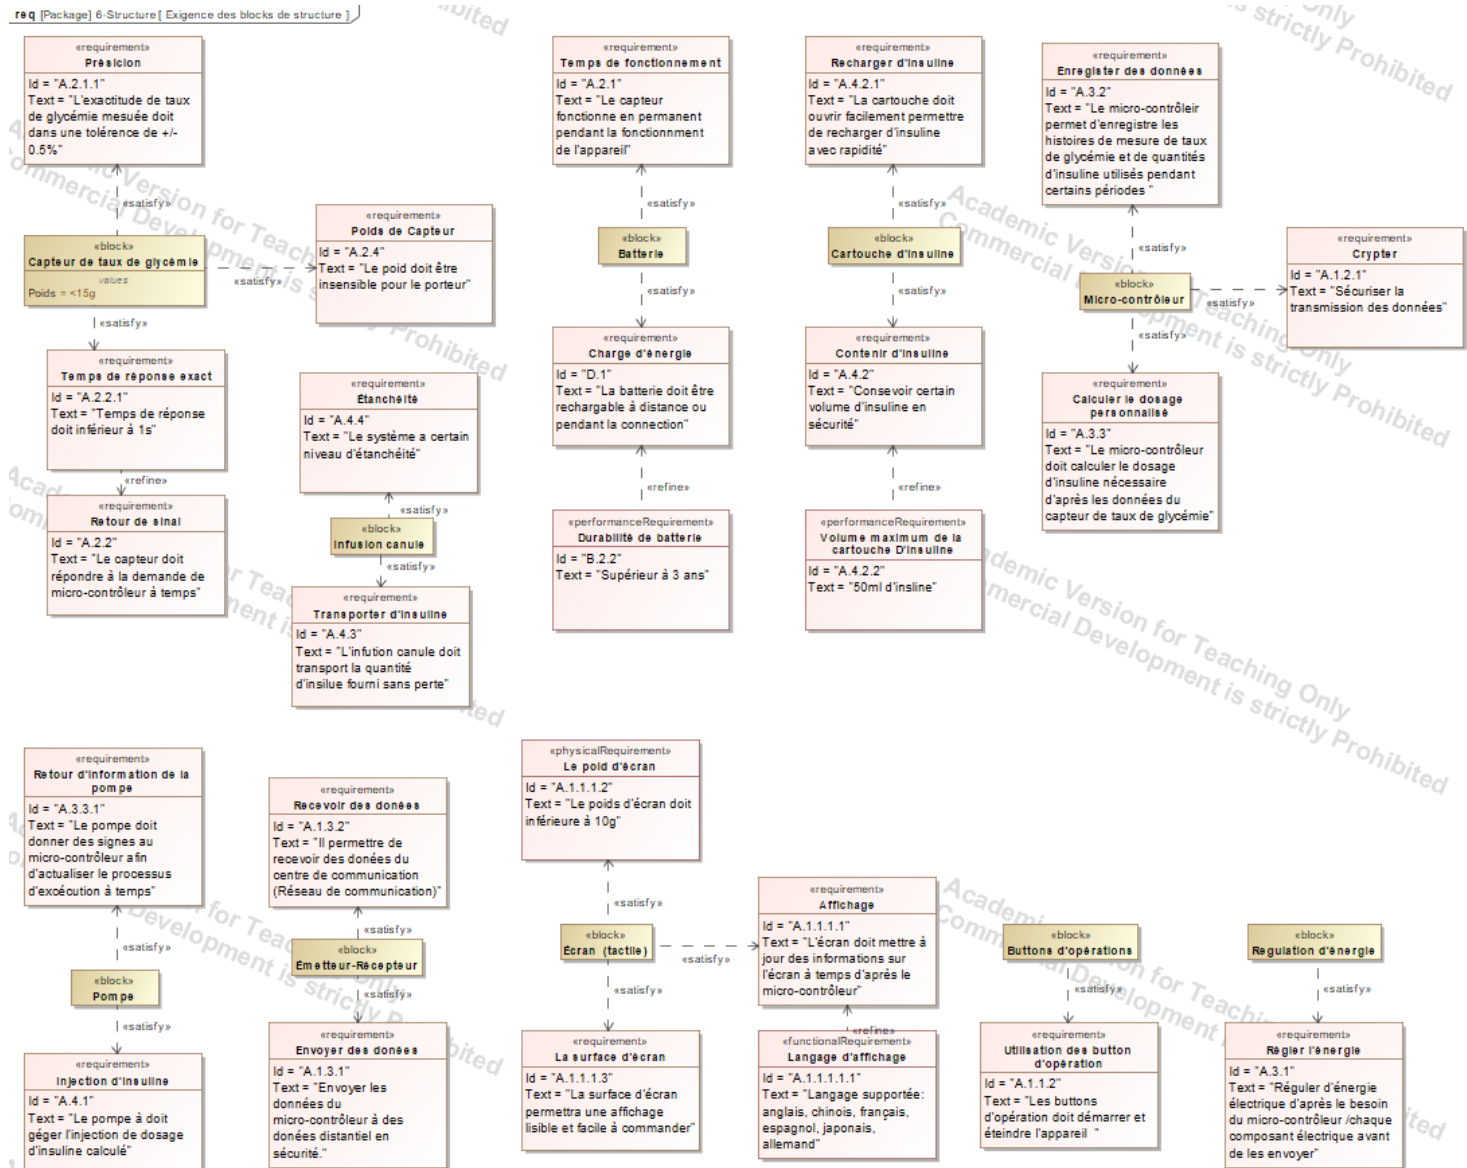 req [Package] 6-Structure [ Exigence des blocks de structure ]
«requirement»
Présicion
Id = "A.2.1.1"
Text = "L'exactitude de taux
de glycémie mesuée doit
dans une tolérence de +/-
0.5%"
«satisfy»
«block»
Capteur de taux de glycémie
values
Poids = <15g
«satisfy»
«requirement»
Poids de Capteur
Id = "A.2.4"
Text = "Le poid doit être
insensible pour le porteur"
«satisfy»
«requirement»
Temps de réponse exact
Id = "A.2.2.1"
Text = "Temps de réponse
doit inférieur à 1s"
«refine»
«requirement»
Retour de sinal
Id = "A.2.2"
Text = "Le capteur doit
répondre à la demande de
micro-contrôleur à temps"
«requirement»
Étanchéité
Id = "A.4.4"
Text = "Le système a certain
niveau d'étanchéité"
«satisfy»
«block»
Infusion canule
«satisfy»
«requirement»
Transporter d'insuline
Id = "A.4.3"
Text = "L'infution canule doit
transport la quantité
d'insilue fourni sans perte"
«requirement»
Temps de fonctionnement
Id = "A.2.1"
Text = "Le capteur
fonctionne en permanent
pendant la fonctionnment
de l'appareil"
«satisfy»
«block»
Batterie
«satisfy»
«requirement»
Charge d'énergie
Id = "D.1"
Text = "La batterie doit être
rechargable à distance ou
pendant la connection"
«refine»
«performanceRequirement»
Durabilité de batterie
Id = "B.2.2"
Text = "Supérieur à 3 ans"
«requirement»
Recharger d'insuline
Id = "A.4.2.1"
Text = "La cartouche doit
ouvrir facilement permettre
de recharger d'insuline
avec rapidité"
«satisfy»
«block»
Cartouche d'insuline
«satisfy»
«requirement»
Contenir d'insuline
Id = "A.4.2"
Text = "Consevoir certain
volume d'insuline en
sécurité"
«refine»
«performanceRequirement»
Volume maximum de la
cartouche D'insuline
Id = "A.4.2.2"
Text = "50ml d'insline"
«requirement»
Enregister des données
Id = "A.3.2"
Text = "Le micro-contrôleir
permet d'enregistre les
histoires de mesure de taux
de glycémie et de quantités
d'insuline utilisés pendant
certains périodes "
«satisfy»
«block»
Micro-contrôleur
«satisfy»
«requirement»
Crypter
Id = "A.1.2.1"
Text = "Sécuriser la
transmission des données"
«satisfy»
«requirement»
Calculer le dosage
personnalisé
Id = "A.3.3"
Text = "Le micro-contrôleur
doit calculer le dosage
d'insuline nécessaire
d'après les données du
capteur de taux de glycémie"
«requirement»
Retour d'information de la
pompe
Id = "A.3.3.1"
Text = "Le pompe doit
donner des signes au
micro-contrôleur afin
d'actualiser le processus
d'excécution à temps"
«satisfy»
«block»
Pompe
«satisfy»
«requirement»
Injection d'insuline
Id = "A.4.1"
Text = "Le pompe à doit
géger l'injection de dosage
d'insuline calculé"
«requirement»
Recevoir des donées
Id = "A.1.3.2"
Text = "Il permettre de
recevoir des donées du
centre de communication
(Réseau de communication)"
«satisfy»
«block»
Émetteur-Récepteur
«satisfy»
«requirement»
Envoyer des donées
Id = "A.1.3.1"
Text = "Envoyer les
données du
micro-contrôleur à des
donées distantiel en
sécurité."
«physicalRequirement»
Le poid d'écran
Id = "A.1.1.1.2"
Text = "Le poids d'écran doit
inférieure à 10g"
«satisfy»
«block»
Écran (tactile)
«satisfy»
«satisfy»
«requirement»
La surface d'écran
Id = "A.1.1.1.3"
Text = "La surface d'écran
permettra une affichage
lisible et facile à commander"
«requirement»
Affichage
Id = "A.1.1.1.1"
Text = "L'écran doit mettre à
jour des informations sur
l'écran à temps d'après le
micro-contrôleur"
«refine»
«functionalRequirement»
Langage d'affichage
Id = "A.1.1.1.1.1"
Text = "Langage supportée:
anglais, chinois, français,
espagnol, japonais,
allemand"
«block»
Buttons d'opérations
«satisfy»
«requirement»
Utilisation des button
d'opération
Id = "A.1.1.2"
Text = "Les buttons
d'opération doit démarrer et
éteindre l'appareil "
«block»
Regulation d'énergie
«satisfy»
«requirement»
Régler l'énergie
Id = "A.3.1"
Text = "Réguler d'énergie
électrique d'après le besoin
du micro-contrôleur /chaque
composant électrique avant
de les envoyer"
Academic Version for Teaching Only
Commercial Development is strictly Prohibited